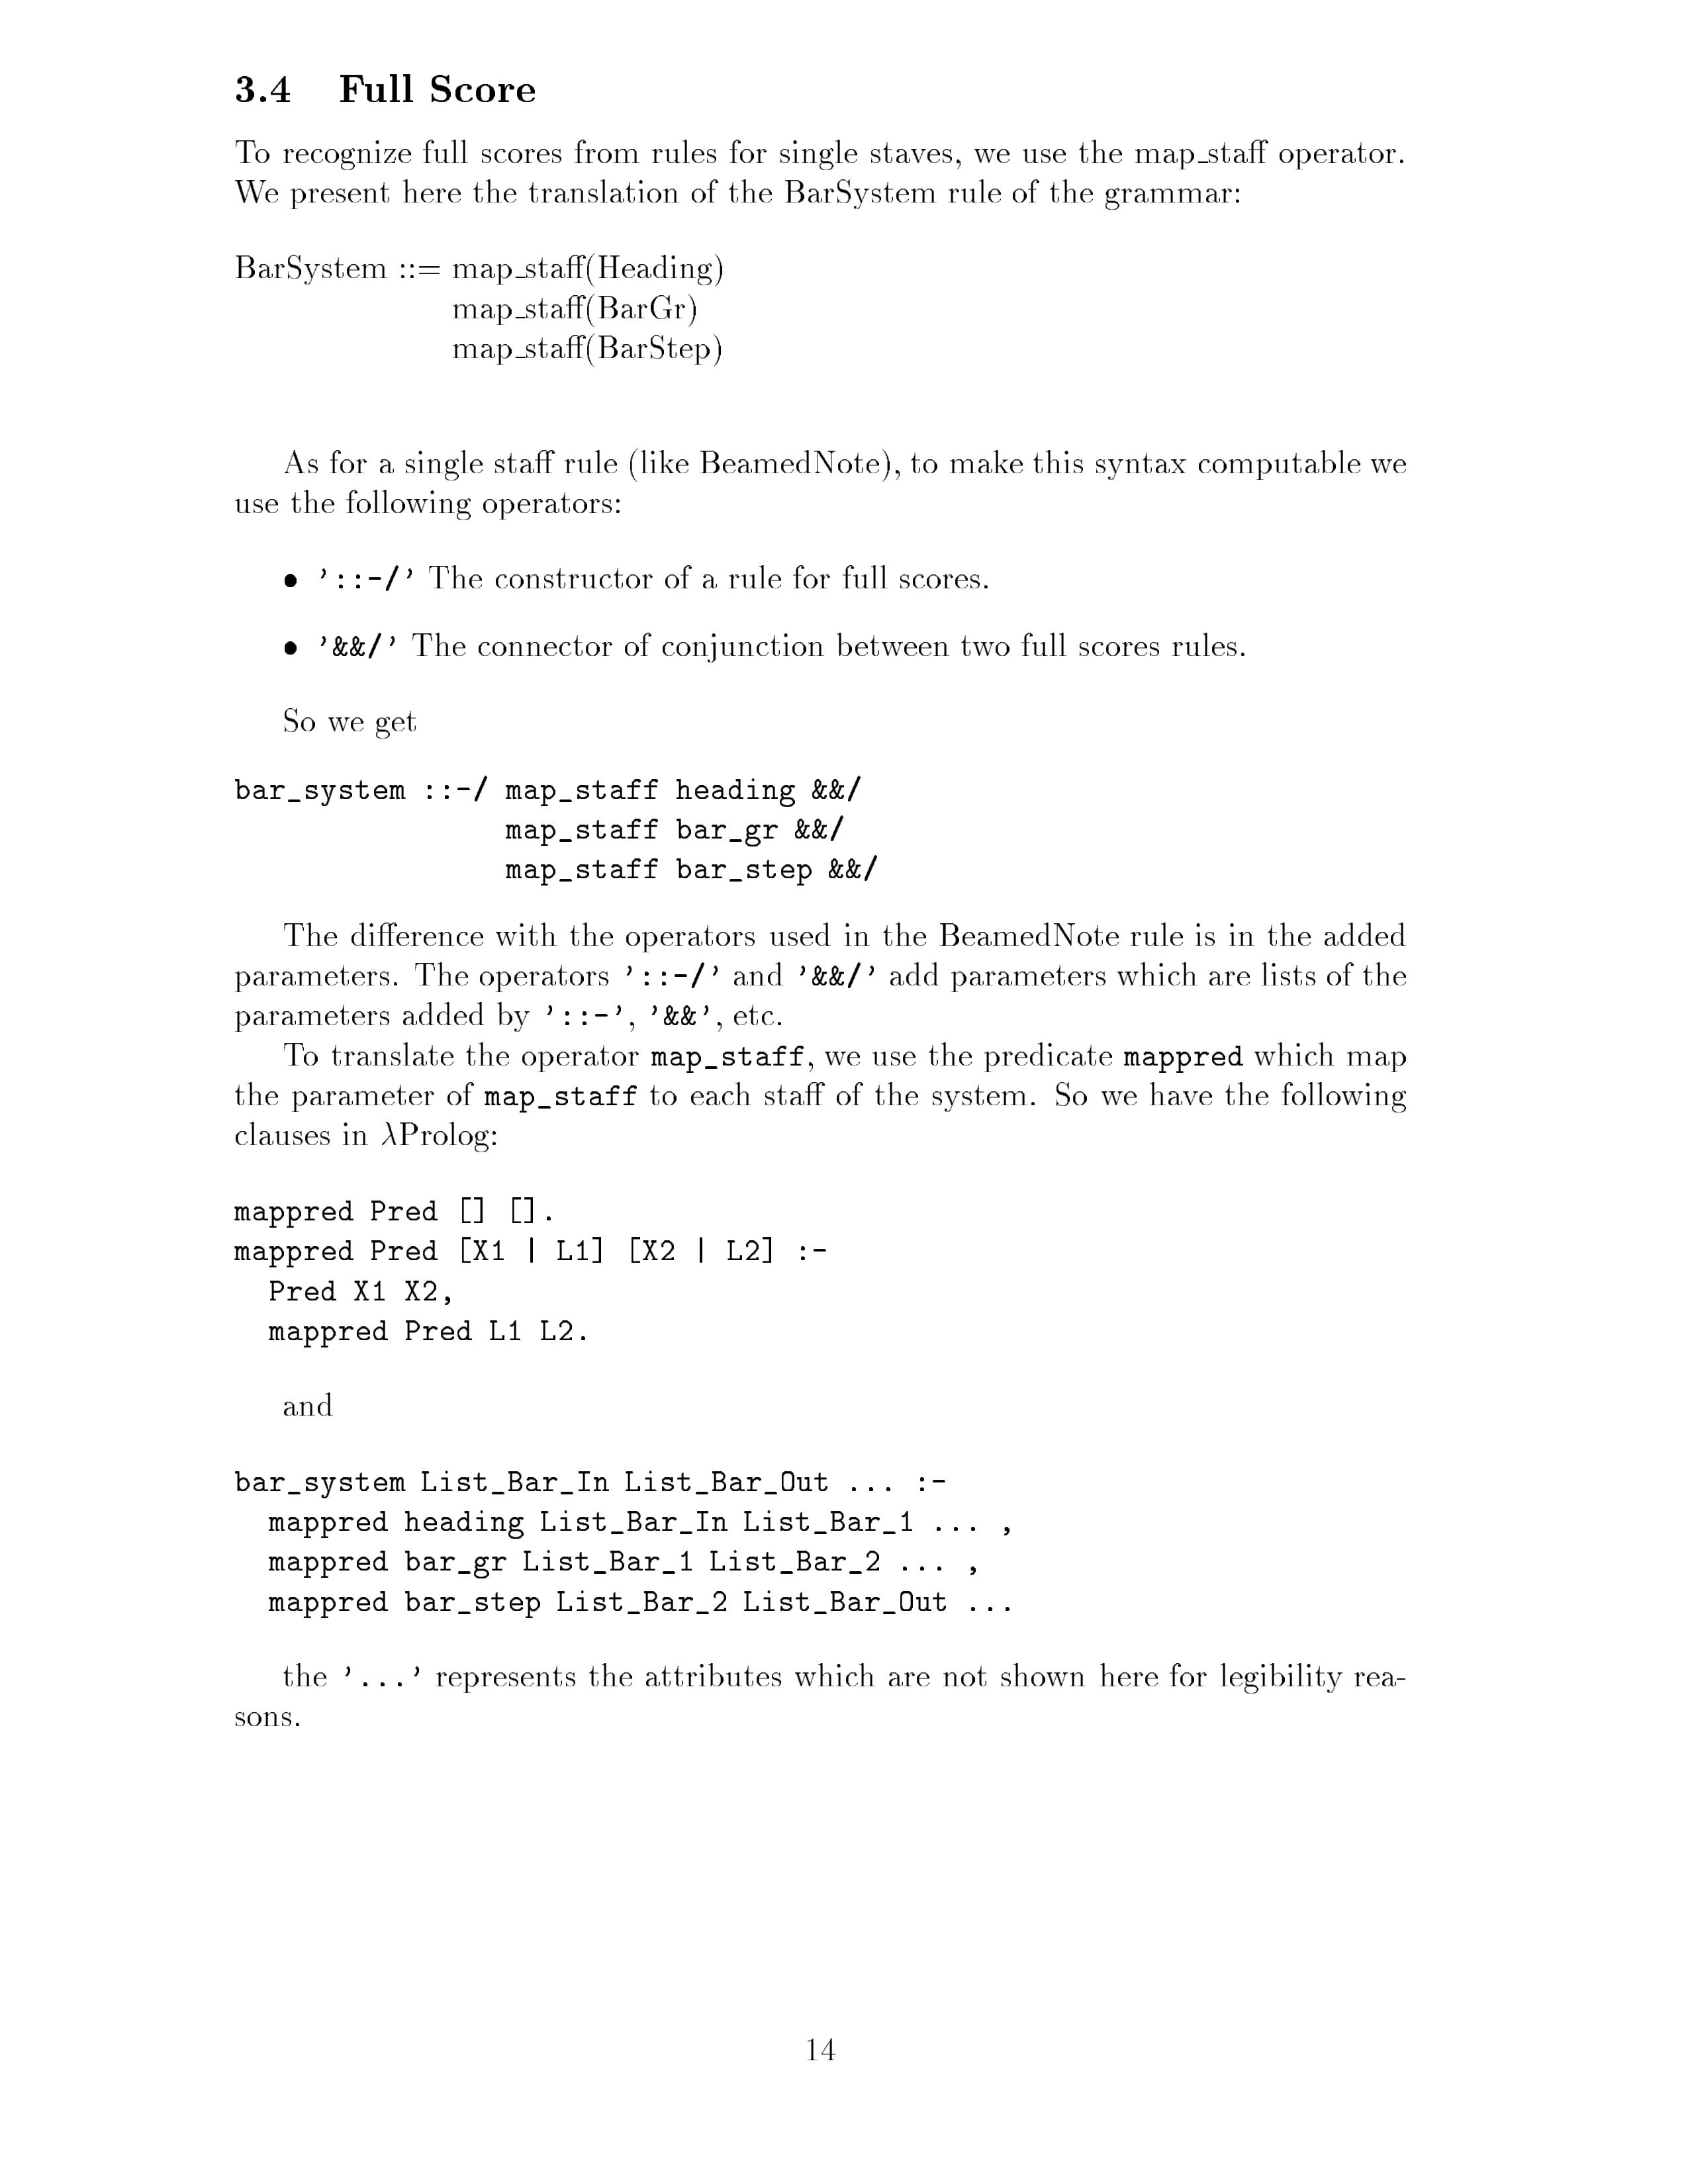 3.4 Full Score
To recognize full scores from rules for single staves, we use the map_staff operator.
We present here the translation of the BarSystem rule of the grammar:
BarSystem ::= map_staff(Heading)
map_staff(BarGr)
map_staff(BarStep)
As for a single staff rule (like BeamedNote), to make this syntax computable we
use the following operators:
• '::-/' The constructor of a rule for full scores.
• '&&/' The connector of conjunction between two full scores rules.
So we get
bar_system ::-/ map_staff heading &&/
map_staff bar_gr &&/
map_staff bar_step &&/
The difference with the operators used in the BeamedNote rule is in the added
parameters. The operators '::-/' and '&&/' add parameters which are lists of the
parameters added by '::-', '&&', etc.
To translate the operator map_staff, we use the predicate mappred which map
the parameter of map_staff to each staff of the system. So we have the following
clauses in λProlog:
mappred Pred [] [].
mappred Pred [X1 | L1] [X2 | L2] :-
Pred X1 X2,
mappred Pred L1 L2.
and
bar_system List_Bar_In List_Bar_Out ... :-
mappred heading List_Bar_In List_Bar_1 ... ,
mappred bar_gr List_Bar_1 List_Bar_2 ... ,
mappred bar_step List_Bar_2 List_Bar_Out ...
the '...' represents the attributes which are not shown here for legibility rea-
sons.
14